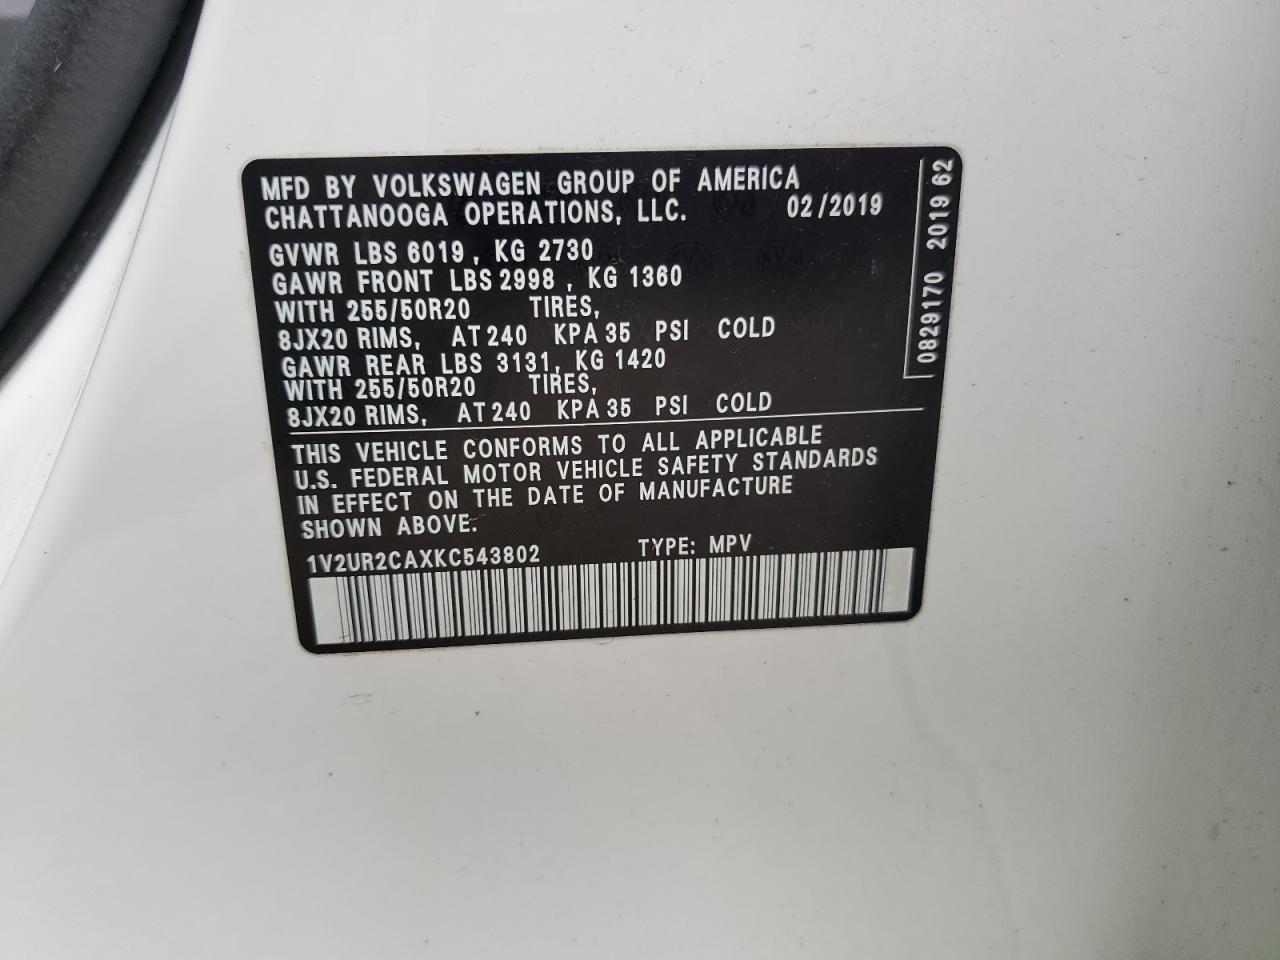 MFD BY VOLKSWAGEN GROUP OF AMERICA
CHATTANOOGA OPERATIONS, LLC. 02/2019
GVWR LBS 6019, KG 2730
GAWR FRONT LBS 2998, KG 1360
WITH 255/50R20 TIRES,
8JX20 RIMS, AT 240 KPA 35 PSI COLD
GAWR REAR LBS 3131, KG 1420
WITH 255/50R20 TIRES,
8JX20 RIMS, AT 240 KPA 35 PSI COLD
THIS VEHICLE CONFORMS TO ALL APPLICABLE
U.S. FEDERAL MOTOR VEHICLE SAFETY STANDARDS
IN EFFECT ON THE DATE OF MANUFACTURE
SHOWN ABOVE.
1V2UR2CAXKC543802 TYPE: MPV
0829170 2019 62